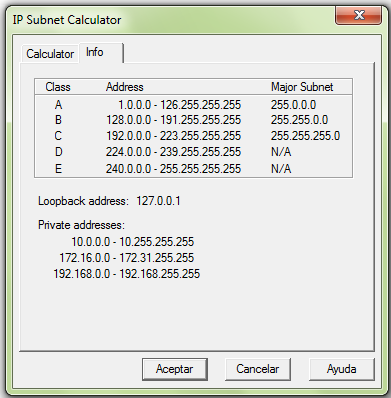 IP Subnet Calculator
Calculator Info
Class Address Major Subnet
A 1.0.0.0 - 126.255.255.255 255.0.0.0
B 128.0.0.0 - 191.255.255.255 255.255.0.0
C 192.0.0.0 - 223.255.255.255 255.255.255.0
D 224.0.0.0 - 239.255.255.255 N/A
E 240.0.0.0 - 255.255.255.255 N/A
Loopback address: 127.0.0.1
Private addresses:
10.0.0.0 - 10.255.255.255
172.16.0.0 - 172.31.255.255
192.168.0.0 - 192.168.255.255
Aceptar Cancelar Ayuda